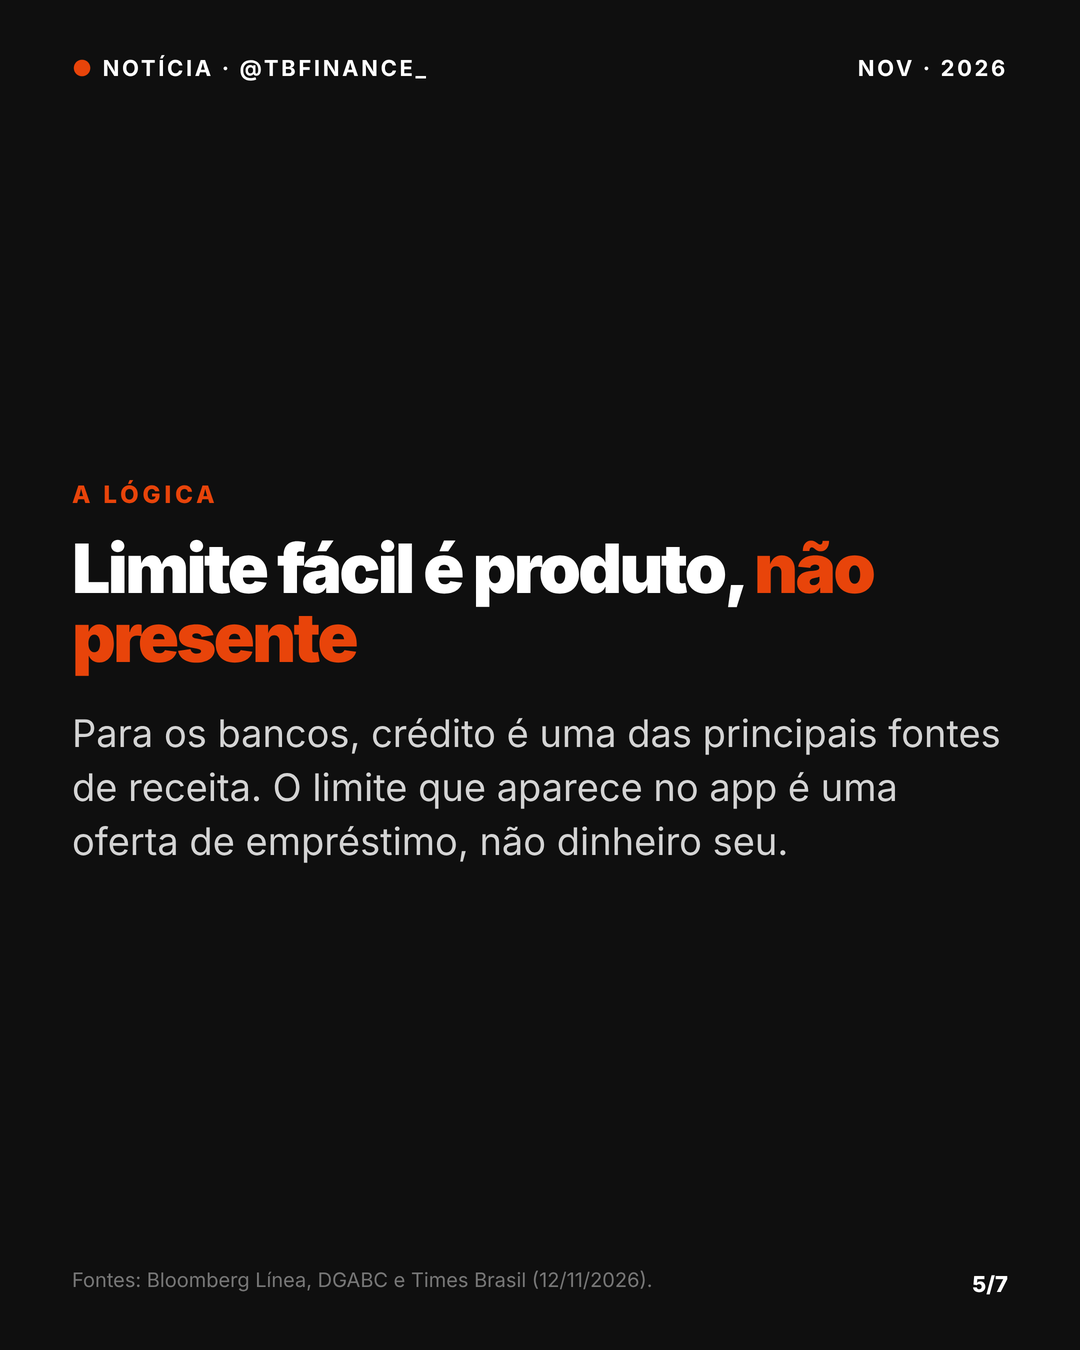 NOTÍCIA · @TBFINANCE_
NOV · 2026
A LÓGICA
Limite fácil é produto, não
presente
Para os bancos, crédito é uma das principais fontes
de receita. O limite que aparece no app é uma
oferta de empréstimo, não dinheiro seu.
Fontes: Bloomberg Línea, DGABC e Times Brasil (12/11/2026).
5/7